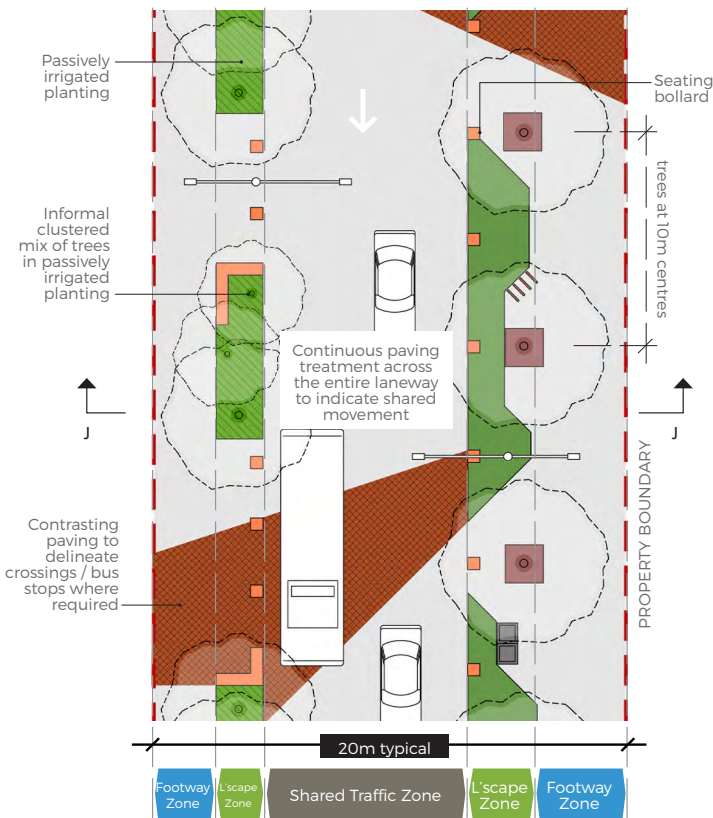 Passively
irrigated
planting
Seating
bollard
trees at 10m centres
Informal
clustered
mix of trees
in passively
irrigated
planting
Continuous paving
treatment across
the entire laneway
to indicate shared
movement
J
J
PROPERTY BOUNDARY
Contrasting
paving to
delineate
crossings / bus
stops where
required
20m typical
Footway
Zone
L'scape
Zone
Shared Traffic Zone
L'scape
Zone
Footway
Zone